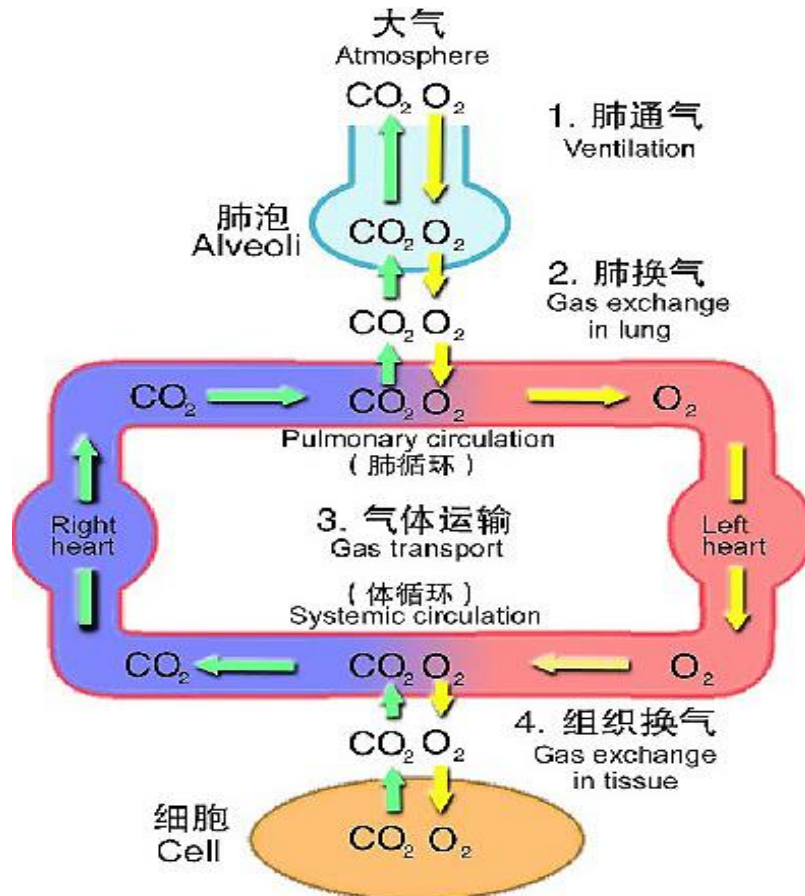 大气
Atmosphere
CO₂ O₂
1. 肺通气
Ventilation
肺泡
Alveoli
CO₂ O₂
2. 肺换气
Gas exchange
in lung
CO₂ O₂
CO₂ CO₂ O₂ O₂
Pulmonary circulation
（肺循环）
Right
heart
3. 气体运输
Gas transport
Left
heart
（体循环）
Systemic circulation
CO₂ CO₂ O₂ O₂
4. 组织换气
Gas exchange
in tissue
CO₂ O₂
细胞
Cell
CO₂ O₂